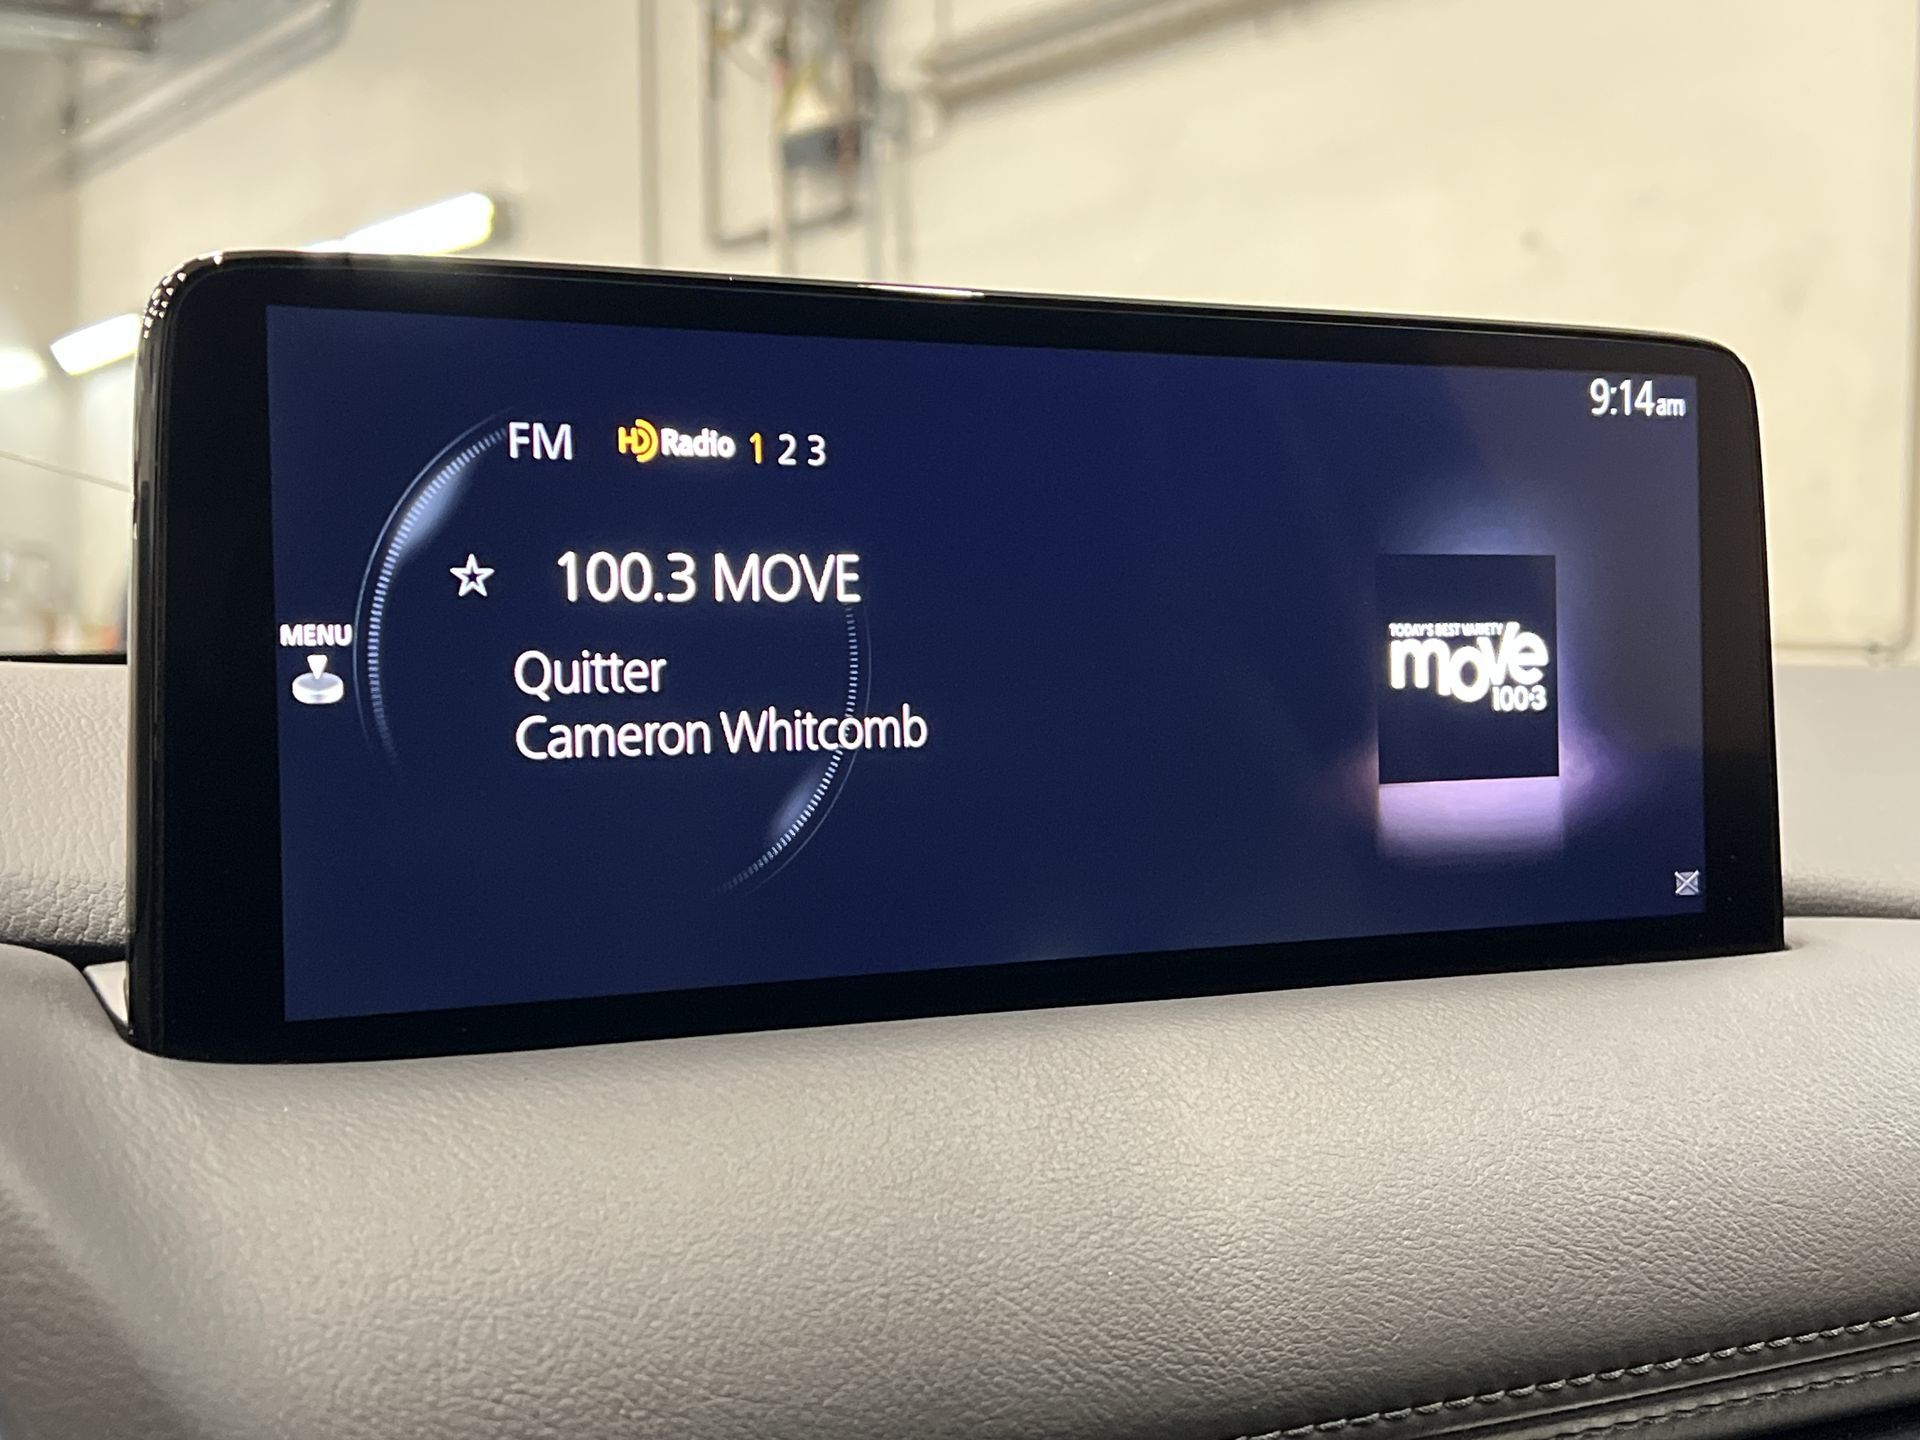 9:14am
FM HD Radio 1 2 3
100.3 MOVE
MENU
Quitter
Cameron Whitcomb
TODAY'S BEST VARIETY
move
100.3